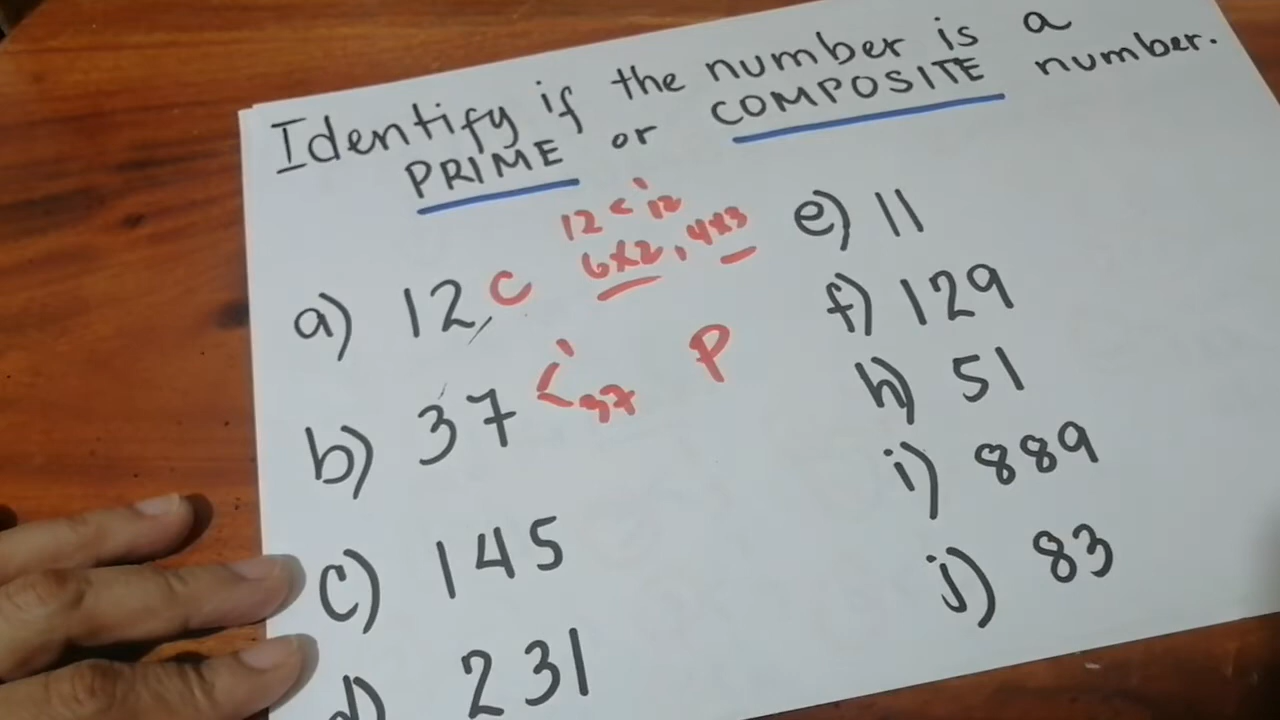 Identify if the number is a
PRIME or COMPOSITE number.
12 < 1 12
6x2, 4x3
a) 12 C
b) 37 < 1 37 P
c) 145
d) 231
e) 11
f) 129
h) 51
i) 889
j) 83